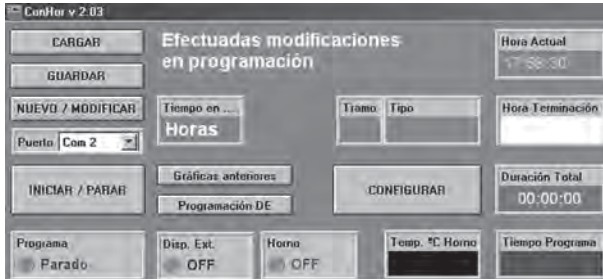 ConHor v 2.03
CARGAR
GUARDAR
NUEVO / MODIFICAR
Puerto Com 2
INICIAR / PARAR
Efectuadas modificaciones
en programación
Tiempo en ....
Horas
Tramo Tipo
Hora Actual
17:58:30
Hora Terminación
Gráficas anteriores
Programación DE
CONFIGURAR
Duración Total
00:00:00
Programa
Parado
Disp. Ext.
OFF
Horno
OFF
Temp. ºC Horno
Tiempo Programa